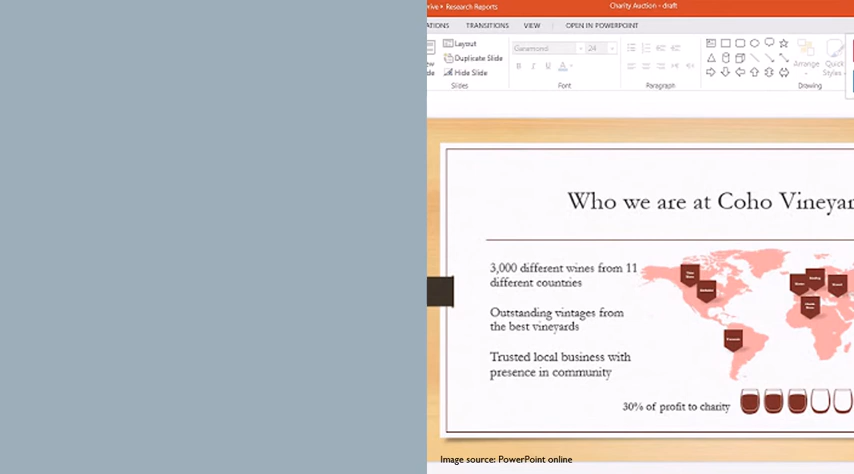 rive ▸ Research Reports
Charity Auction - draft
ATIONS TRANSITIONS VIEW OPEN IN POWERPOINT
Layout
Duplicate Slide
Hide Slide
Slides
Garamond 24
B I U A
Font
Paragraph
Arrange
Quick
Styles
Drawing
Who we are at Coho Vineyar
3,000 different wines from 11
different countries
Outstanding vintages from
the best vineyards
Trusted local business with
presence in community
30% of profit to charity
Image source: PowerPoint online